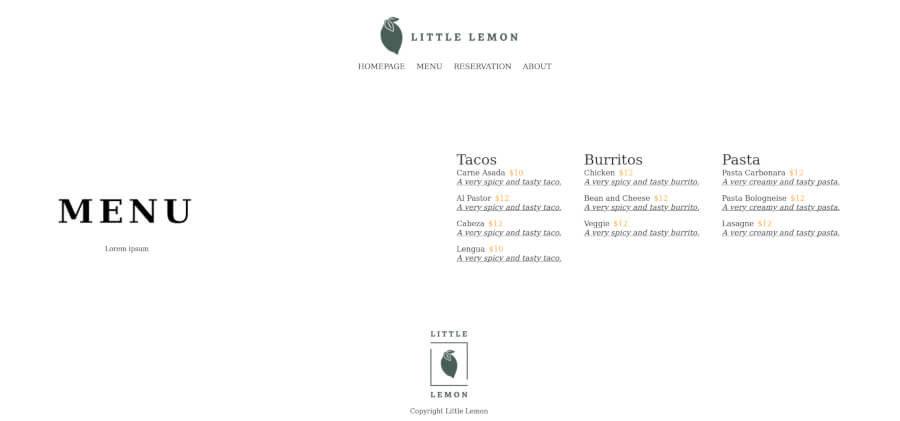 LITTLE LEMON
HOMEPAGE MENU RESERVATION ABOUT
MENU
Lorem ipsum
Tacos
Carne Asada $10
A very spicy and tasty taco.
Al Pastor $12
A very spicy and tasty taco.
Cabeza $12
A very spicy and tasty taco.
Lengua $10
A very spicy and tasty taco.
Burritos
Chicken $12
A very spicy and tasty burrito.
Bean and Cheese $12
A very spicy and tasty burrito.
Veggie $12
A very spicy and tasty burrito.
Pasta
Pasta Carbonara $12
A very creamy and tasty pasta.
Pasta Bologneise $12
A very creamy and tasty pasta.
Lasagne $12
A very creamy and tasty pasta.
LITTLE
LEMON
Copyright Little Lemon